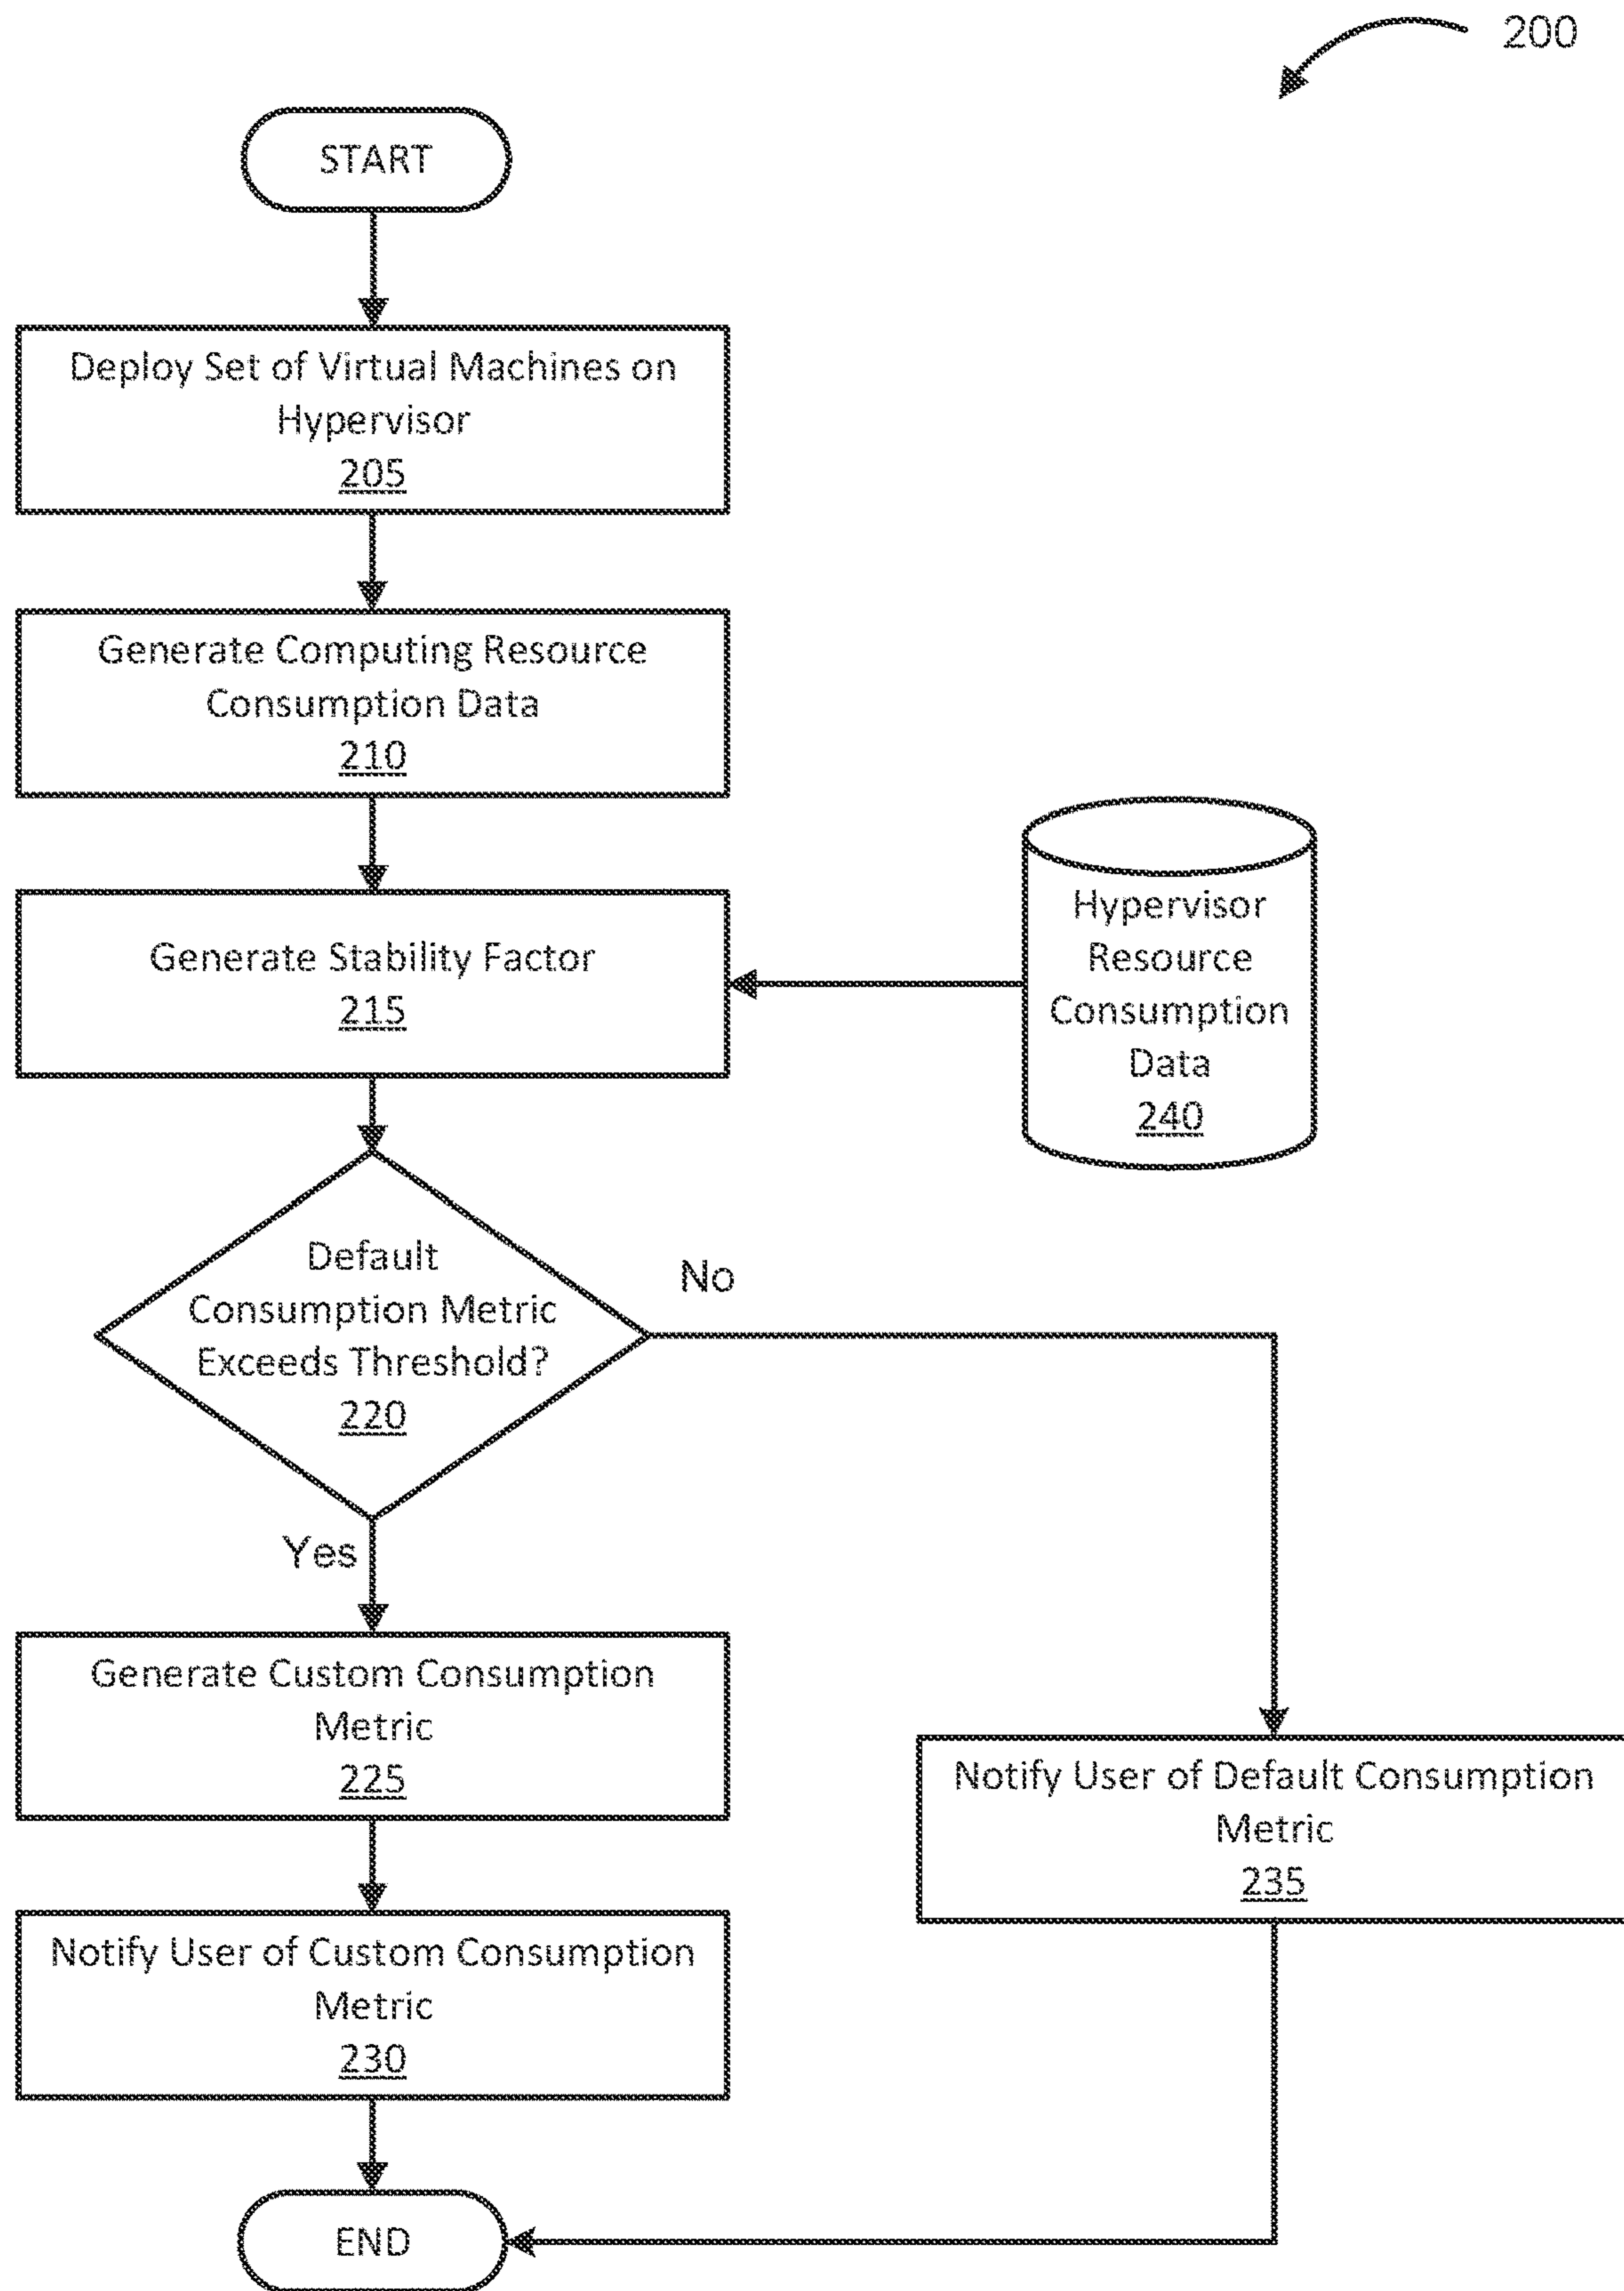 200
START
Deploy Set of Virtual Machines on
Hypervisor
205
Generate Computing Resource
Consumption Data
210
Generate Stability Factor
215
Hypervisor
Resource
Consumption
Data
240
Default
Consumption Metric
Exceeds Threshold?
220
No
Yes
Generate Custom Consumption
Metric
225
Notify User of Default Consumption
Metric
235
Notify User of Custom Consumption
Metric
230
END